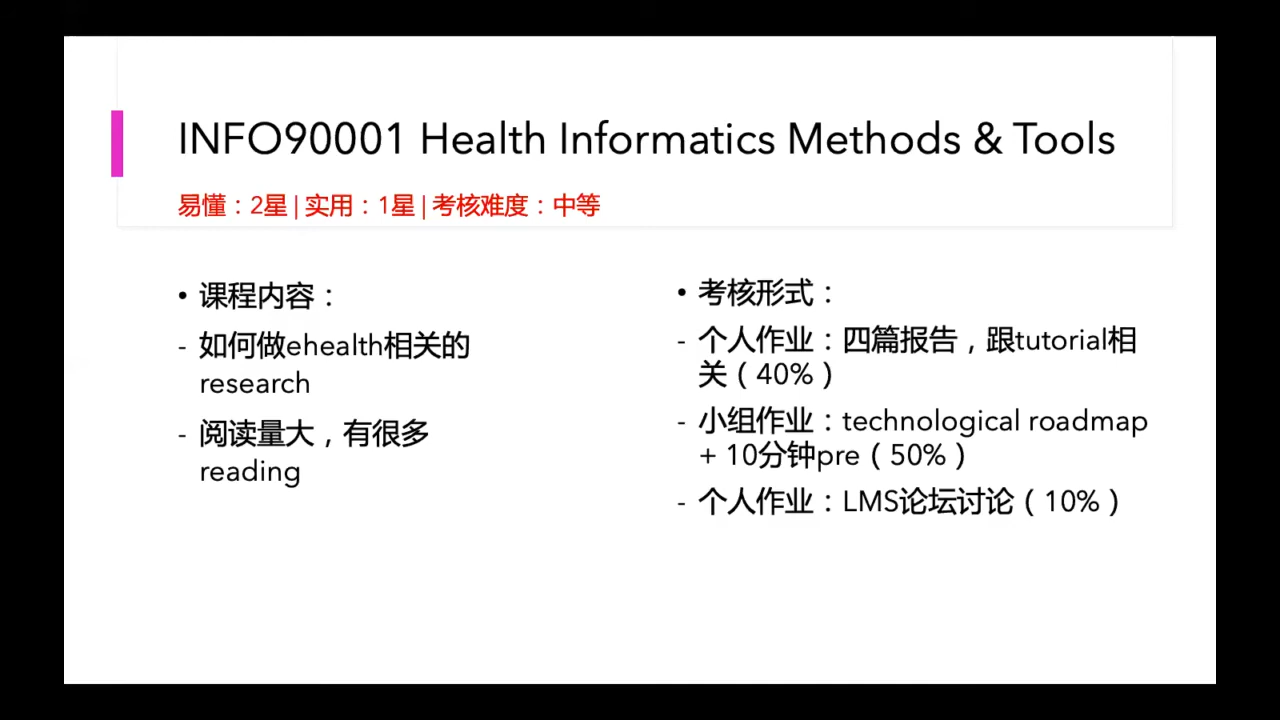 INFO90001 Health Informatics Methods & Tools
易懂：2星 | 实用：1星 | 考核难度：中等
• 课程内容：
- 如何做ehealth相关的
research
- 阅读量大，有很多
reading
• 考核形式：
- 个人作业：四篇报告，跟tutorial相
关（40%）
- 小组作业：technological roadmap
+ 10分钟pre（50%）
- 个人作业：LMS论坛讨论（10%）